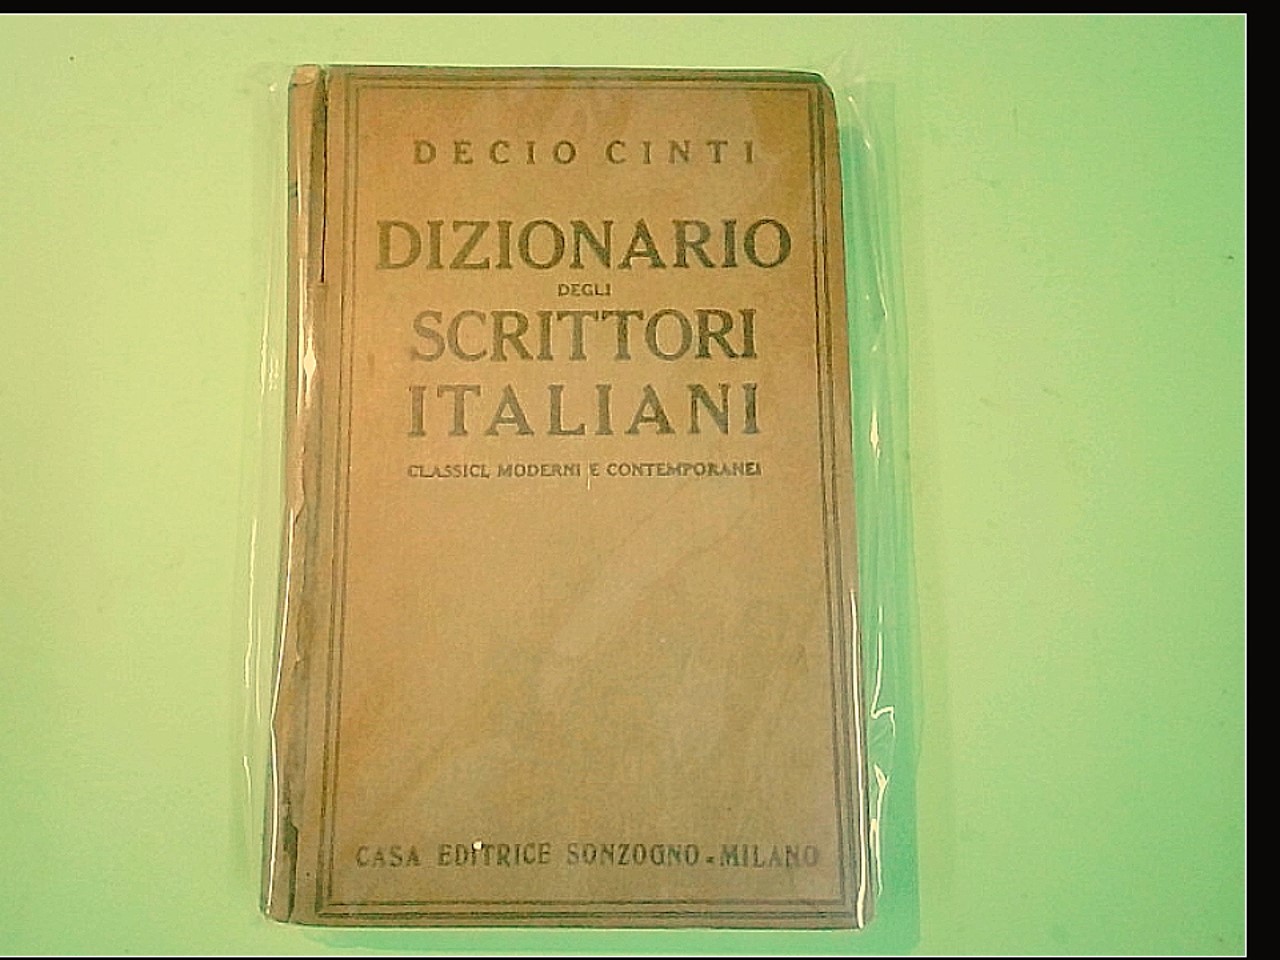 DECIO CINTI
DIZIONARIO
DEGLI
SCRITTORI
ITALIANI
CLASSICI, MODERNI E CONTEMPORANEI
CASA EDITRICE SONZOGNO - MILANO